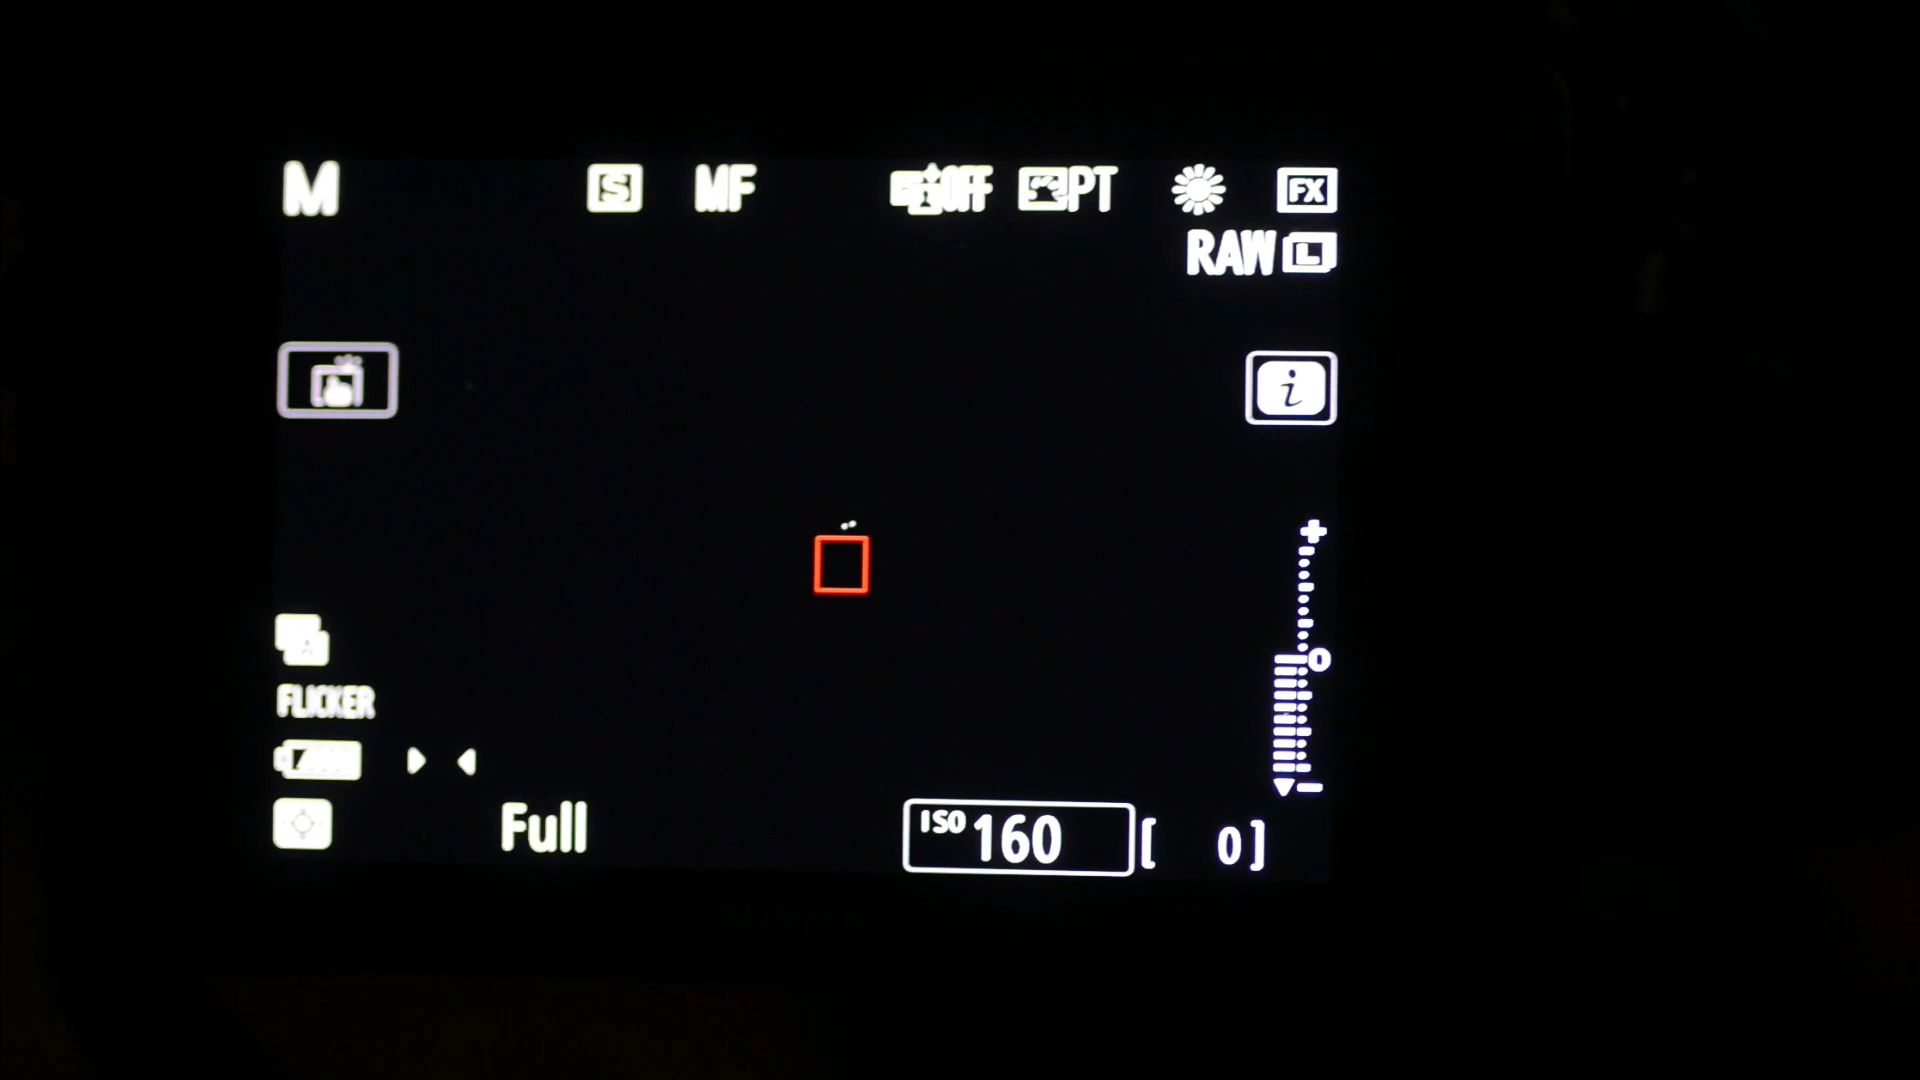 M S MF OFF PT FX
RAW L
i
A
FLICKER
Full ISO 160 [ 0]